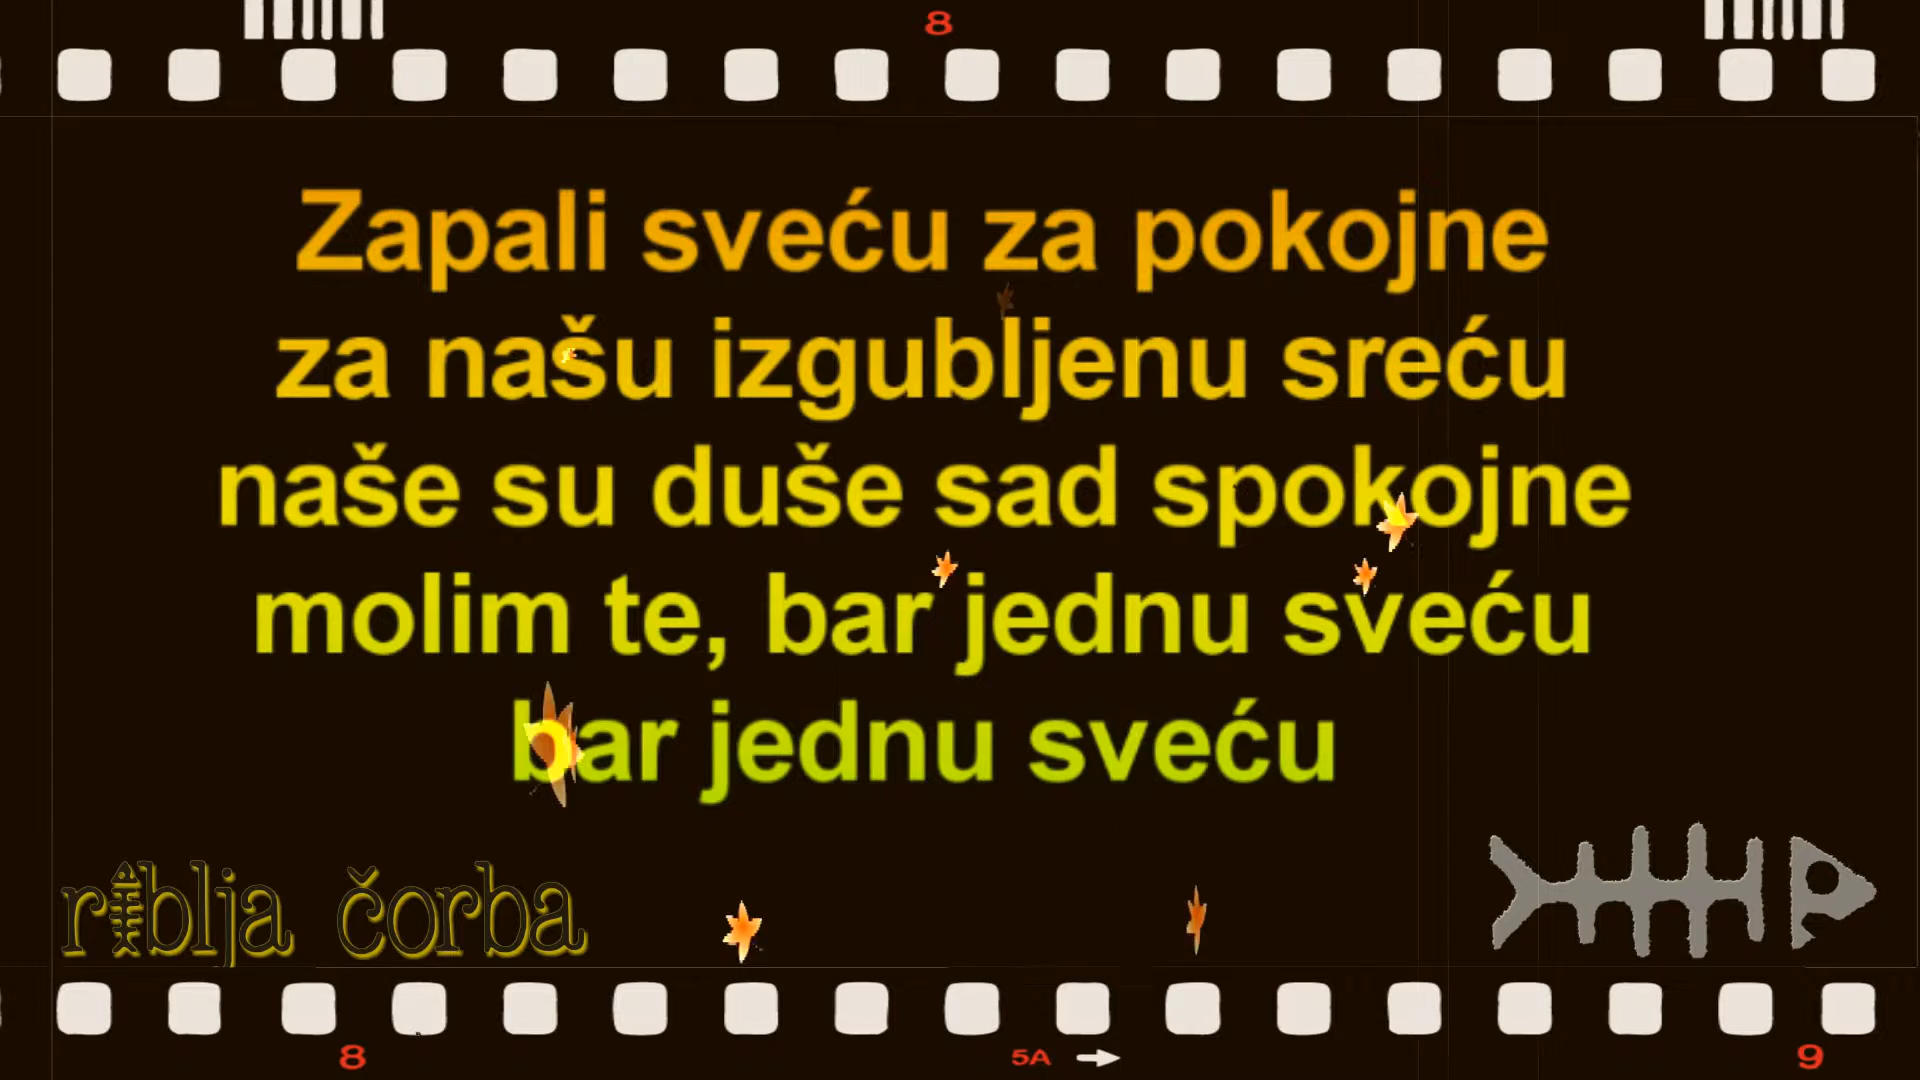 8
Zapali sveću za pokojne
za našu izgubljenu sreću
naše su duše sad spokojne
molim te, bar jednu sveću
bar jednu sveću
riblja čorba
8 5A 9